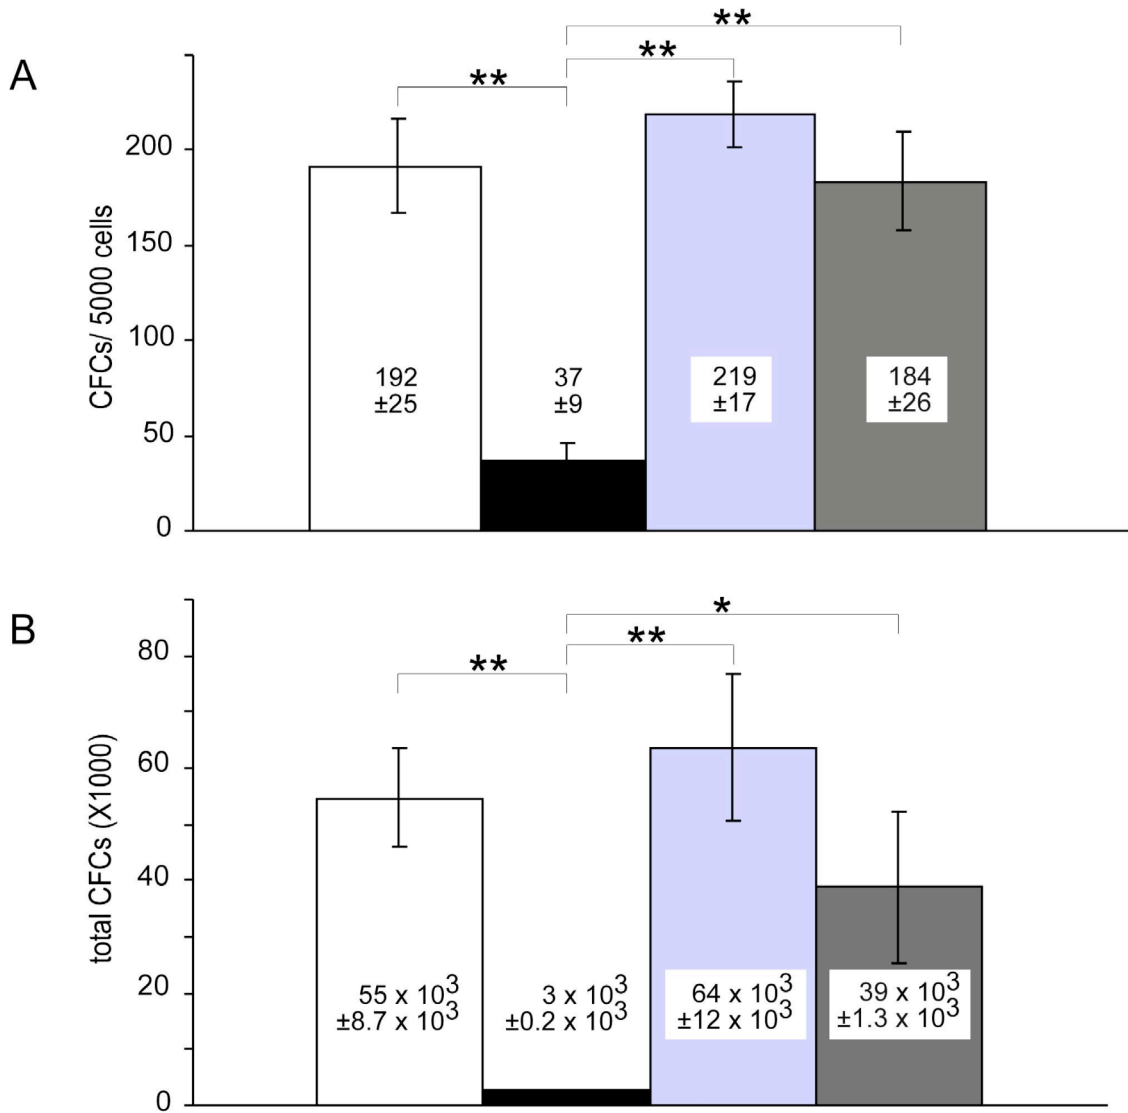 A
**
**
**
200
150
100
50
0
CFCs/ 5000 cells
192
±25
37
±9
219
±17
184
±26
B
*
**
**
80
60
40
20
0
total CFCs (X1000)
55 x 10³
±8.7 x 10³
3 x 10³
±0.2 x 10³
64 x 10³
±12 x 10³
39 x 10³
±1.3 x 10³